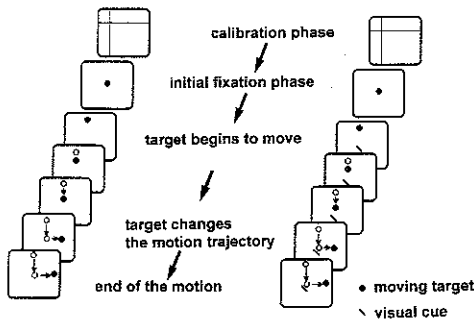 calibration phase
initial fixation phase
target begins to move
target changes
the motion trajectory
end of the motion
moving target
visual cue